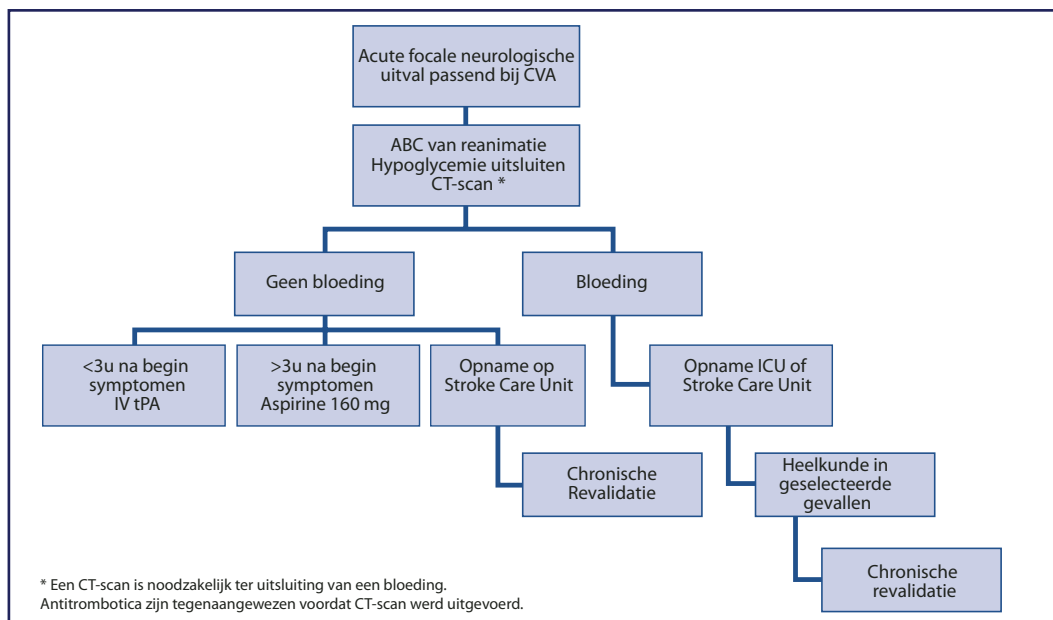 Acute focale neurologische
uitval passend bij CVA
ABC van reanimatie
Hypoglycemie uitsluiten
CT-scan *
Geen bloeding
Bloeding
<3u na begin
symptomen
IV tPA
>3u na begin
symptomen
Aspirine 160 mg
Opname op
Stroke Care Unit
Opname ICU of
Stroke Care Unit
Chronische
Revalidatie
Heelkunde in
geselecteerde
gevallen
Chronische
revalidatie
* Een CT-scan is noodzakelijk ter uitsluiting van een bloeding.
Antitrombotica zijn tegenaangewezen voordat CT-scan werd uitgevoerd.